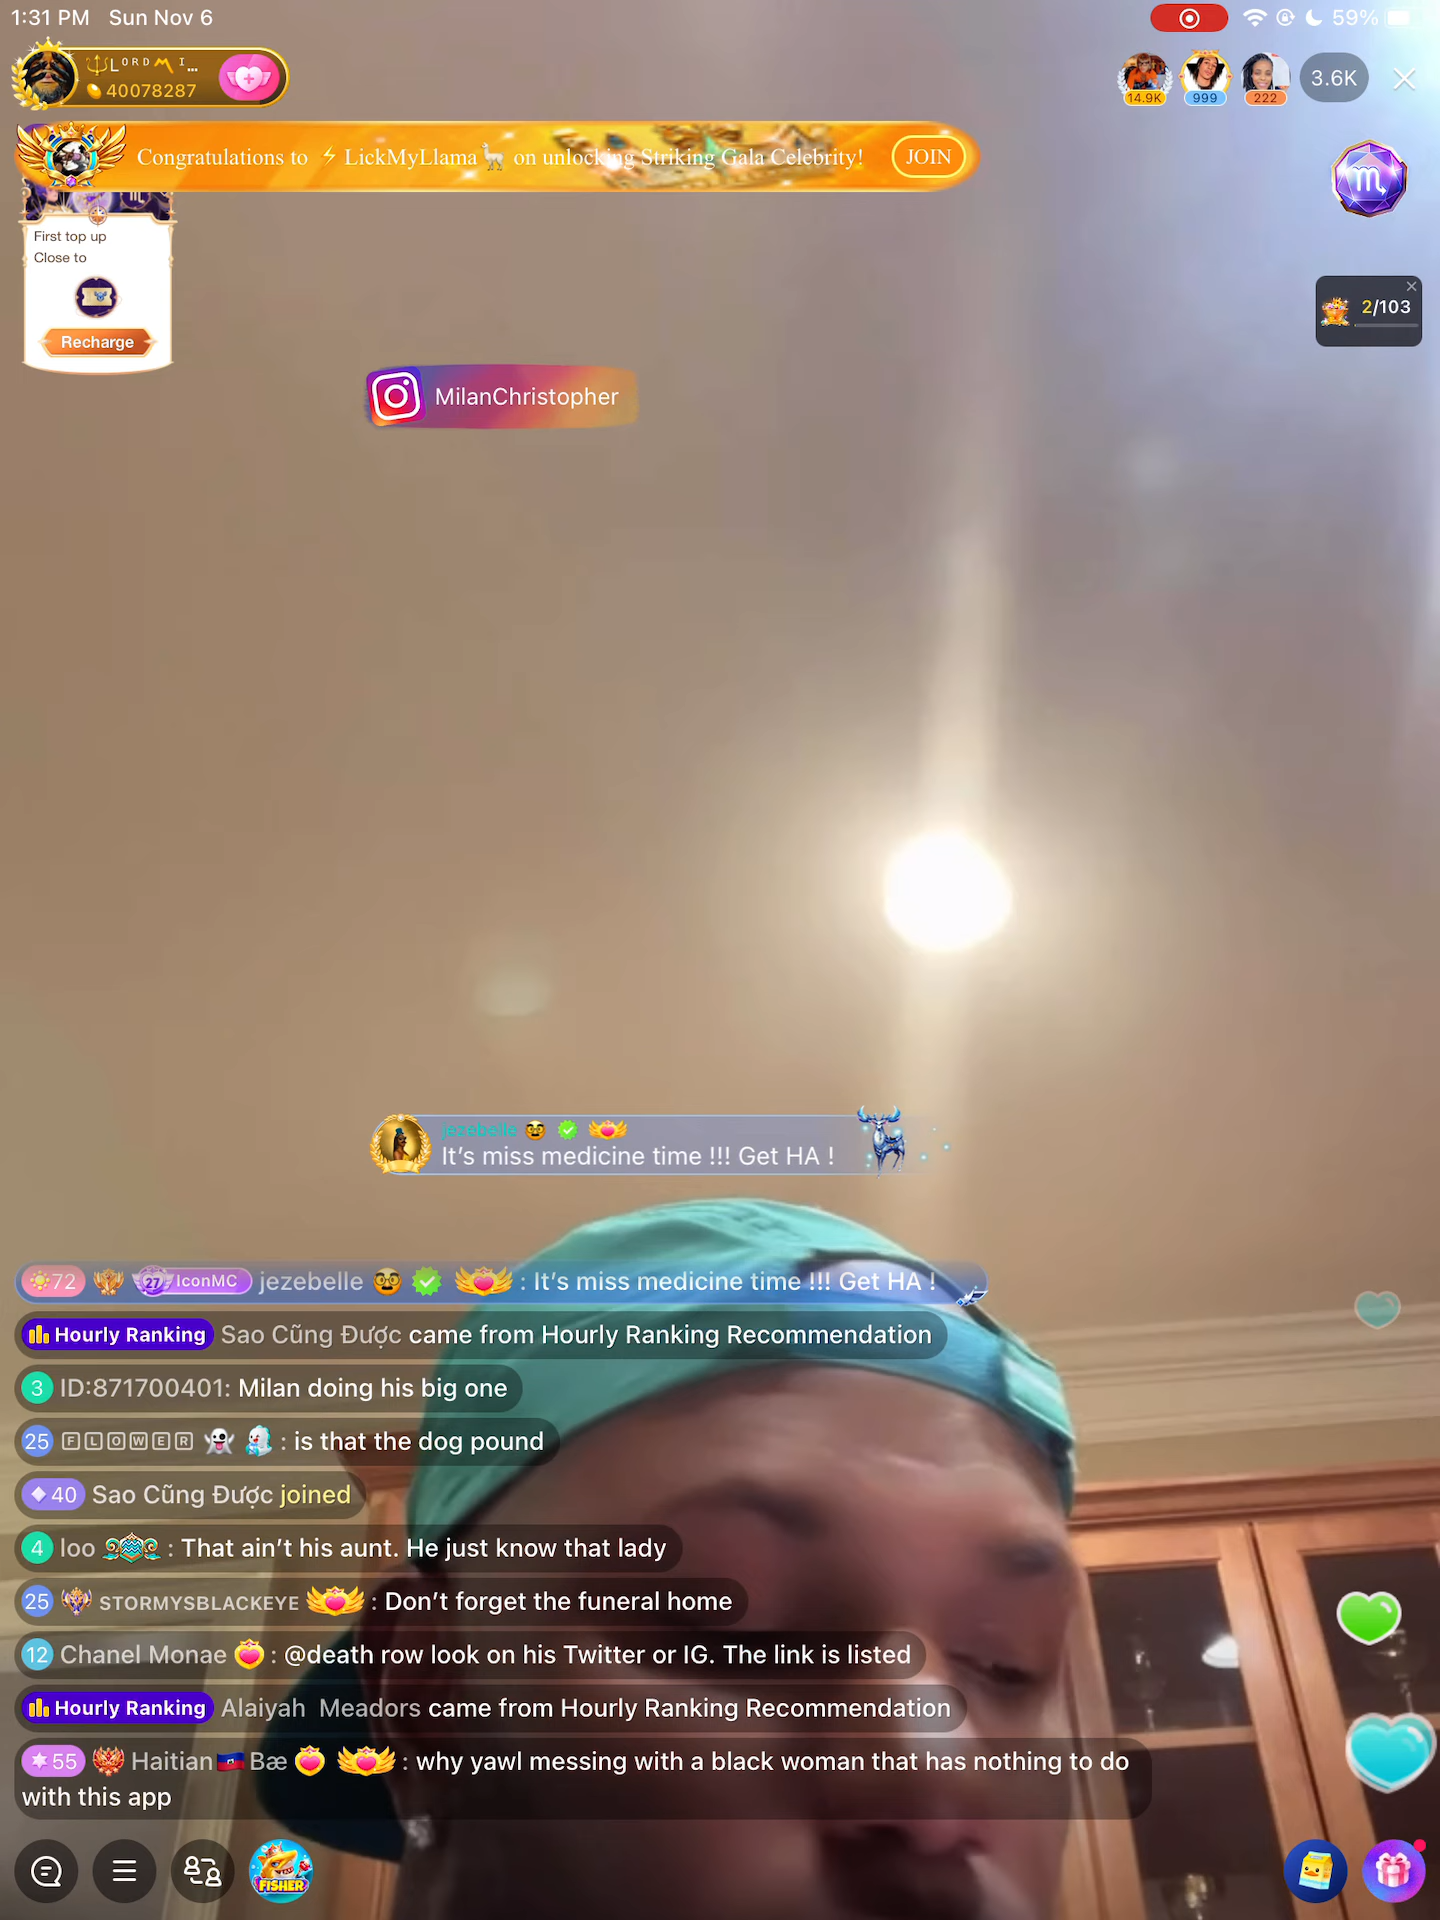 1:31 PM Sun Nov 6
59%
Lᴼᴿᴰ ᴵ...
40078287
14.9K
999
222
3.6K
Congratulations to ⚡LickMyLlama🦙 on unlocking Striking Gala Celebrity!
JOIN
First top up
Close to
Recharge
2/103
MilanChristopher
jezebelle 🥸
It's miss medicine time !!! Get HA !
72 27 IconMC jezebelle 🥸 : It's miss medicine time !!! Get HA !
Hourly Ranking Sao Cũng Được came from Hourly Ranking Recommendation
3 ID:871700401: Milan doing his big one
25 🄵🄻🄾🅆🄴🅁 👻 : is that the dog pound
40 Sao Cũng Được joined
4 loo : That ain't his aunt. He just know that lady
25 STORMYSBLACKEYE : Don't forget the funeral home
12 Chanel Monae : @death row look on his Twitter or IG. The link is listed
Hourly Ranking Alaiyah Meadors came from Hourly Ranking Recommendation
55 Haitian🇭🇹Bæ : why yawl messing with a black woman that has nothing to do
with this app
FISHER